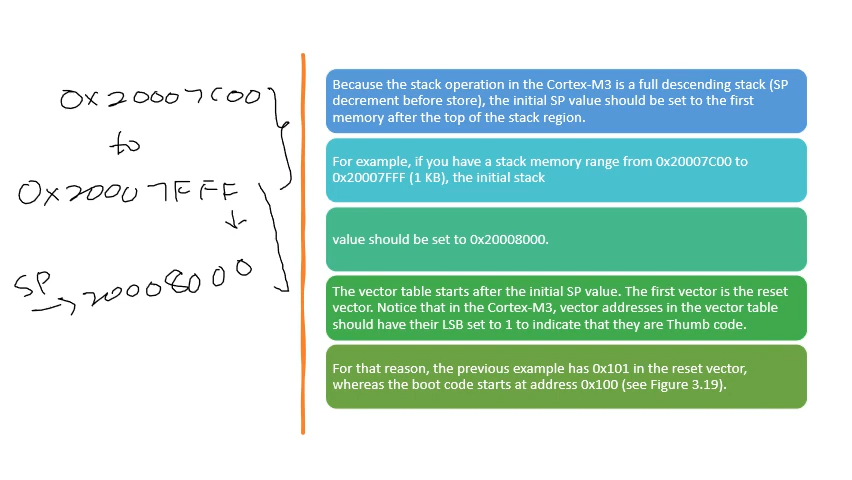 0x20007C00
to
0x20007FFF
SP
20008000
Because the stack operation in the Cortex-M3 is a full descending stack (SP
decrement before store), the initial SP value should be set to the first
memory after the top of the stack region.
For example, if you have a stack memory range from 0x20007C00 to
0x20007FFF (1 KB), the initial stack
value should be set to 0x20008000.
The vector table starts after the initial SP value. The first vector is the reset
vector. Notice that in the Cortex-M3, vector addresses in the vector table
should have their LSB set to 1 to indicate that they are Thumb code.
For that reason, the previous example has 0x101 in the reset vector,
whereas the boot code starts at address 0x100 (see Figure 3.19).